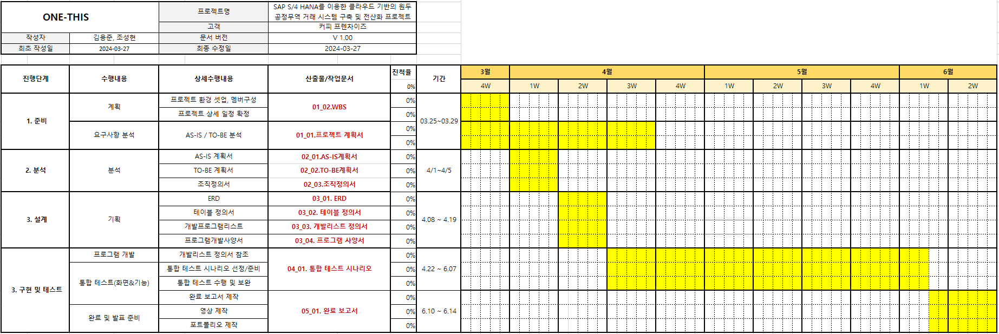 ONE-THIS
프로젝트명
SAP S/4 HANA를 이용한 클라우드 기반의 원두
공정무역 거래 시스템 구축 및 전산화 프로젝트
고객
커피 프렌차이즈
작성자
김용준, 조성현
문서 버전
V 1.00
최초 작성일
2024-03-27
최종 수정일
2024-03-27
진행단계
수행내용
상세수행내용
산출물/작업문서
진척율
0%
기간
3월
4월
5월
6월
4W
1W
2W
3W
4W
1W
2W
3W
4W
1W
2W
1. 준비
계획
프로젝트 환경 셋업, 멤버구성
01_02.WBS
0%
03.25~03.29
프로젝트 상세 일정 확정
0%
요구사항 분석
AS-IS / TO-BE 분석
01_01.프로젝트 계획서
0%
0%
2. 분석
분석
AS-IS 계획서
02_01.AS-IS계획서
0%
4/1~4/5
TO-BE 계획서
02_02.TO-BE계획서
0%
조직정의서
02_03.조직정의서
0%
3. 설계
기획
ERD
03_01. ERD
0%
4.08 ~ 4.19
테이블 정의서
03_02. 테이블 정의서
0%
개발프로그램리스트
03_03. 개발리스트 정의서
0%
프로그램개발사양서
03_04. 프로그램 사양서
0%
3. 구현 및 테스트
프로그램 개발
개발리스트 정의서 참조
04_01. 통합 테스트 시나리오
0%
4.22 ~ 6.07
통합 테스트(화면&기능)
통합 테스트 시나리오 선정/준비
0%
통합 테스트 수행 및 보완
0%
완료 보고서 제작
05_01. 완료 보고서
0%
6.10 ~ 6.14
완료 및 발표 준비
영상 제작
0%
포트폴리오 제작
0%